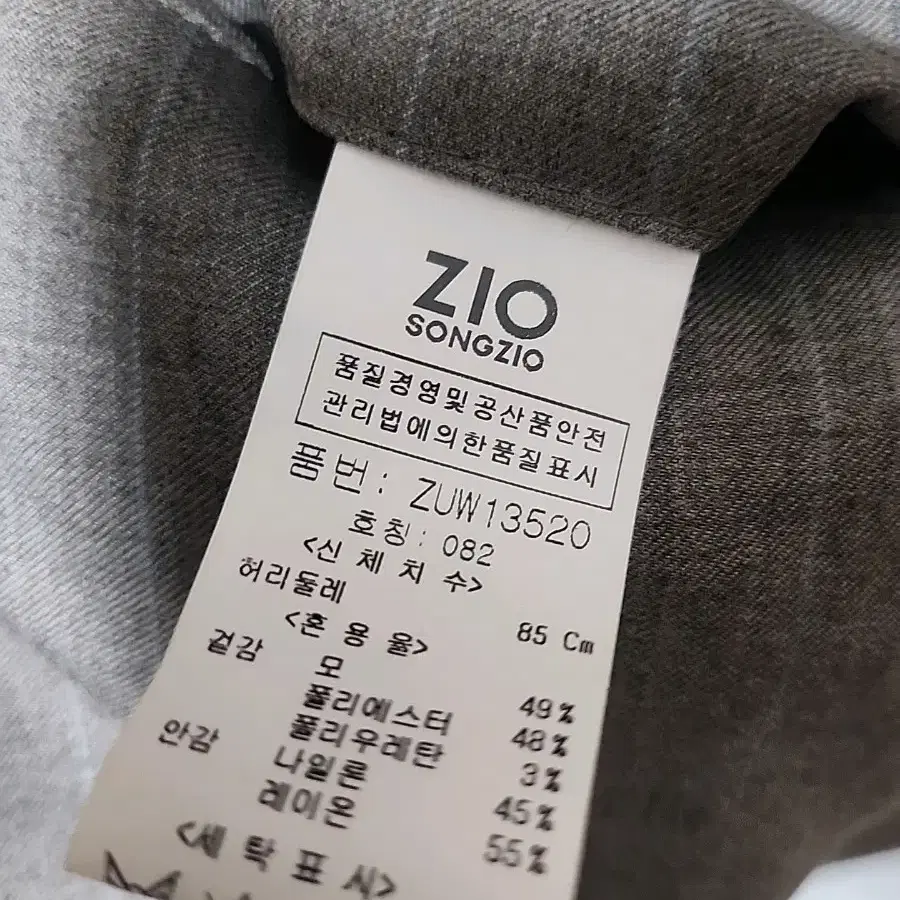 ZIO
SONGZIO
품질경영및공산품안전
관리법에의한품질표시
품번: ZUW13520
호칭: 082
<신 체 치 수>
허리둘레 85 Cm
<혼 용 율>
겉감 모 49%
폴리에스터 48%
폴리우레탄 3%
안감 나일론 45%
레이온 55%
<세 탁 표 시>